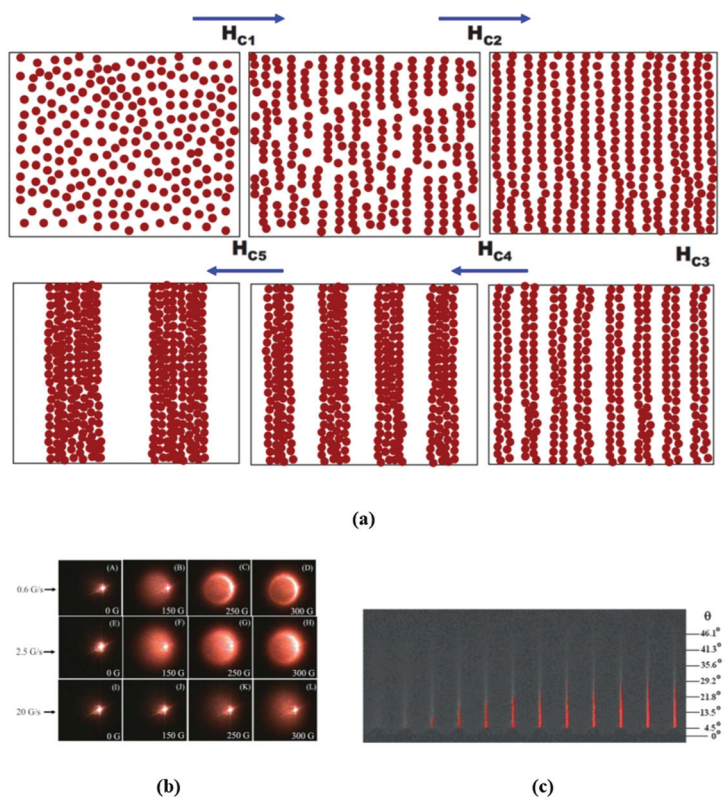 H_C1 H_C2
H_C5 H_C4 H_C3
(a)
(A) (B) (C) (D)
0.6 G/s
0 G 150 G 250 G 300 G
(E) (F) (G) (H)
2.5 G/s
0 G 150 G 250 G 300 G
(I) (J) (K) (L)
20 G/s
0 G 150 G 250 G 300 G
(b)
θ
46.1°
41.3°
35.6°
29.2°
21.8°
13.5°
4.5°
0°
(c)